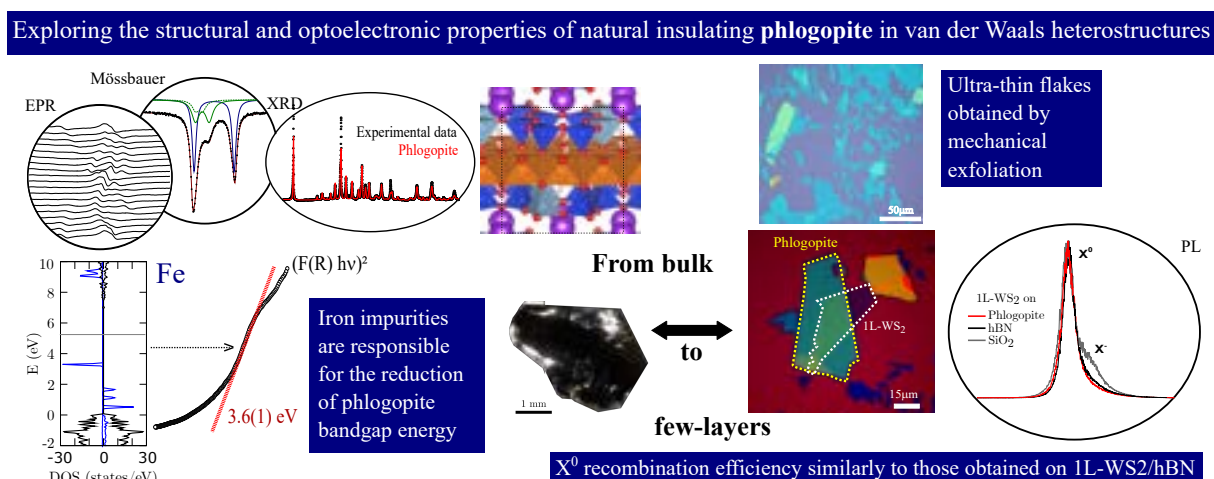 Exploring the structural and optoelectronic properties of natural insulating phlogopite in van der Waals heterostructures
Mössbauer
EPR
XRD
Experimental data
Phlogopite
50μm
Ultra-thin flakes
obtained by
mechanical
exfoliation
10
8
6
4
2
0
-2
E (eV)
-30
0
30
DOS (states/eV)
Fe
(F(R) hν)²
3.6(1) eV
Iron impurities
are responsible
for the reduction
of phlogopite
bandgap energy
From bulk
to
few-layers
1 mm
Phlogopite
1L-WS₂
15μm
PL
X⁰
1L-WS₂ on
Phlogopite
hBN
SiO₂
X⁻
X⁰ recombination efficiency similarly to those obtained on 1L-WS2/hBN